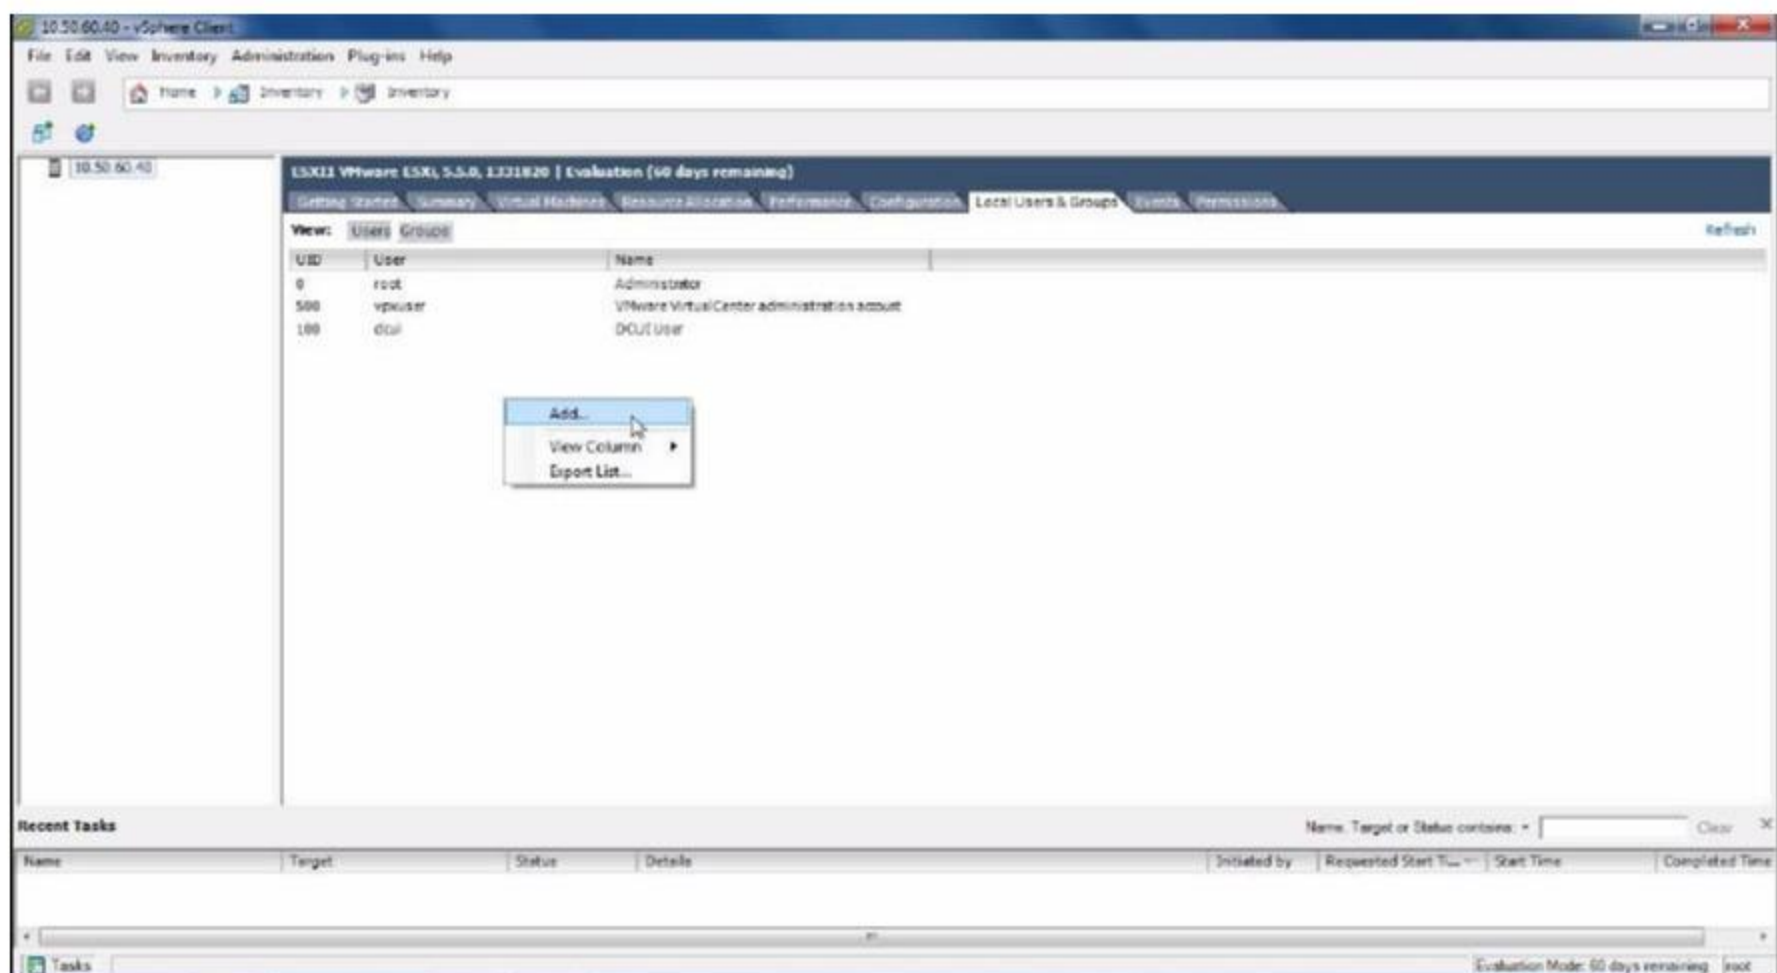 10.50.60.40 - vSphere Client
File Edit View Inventory Administration Plug-ins Help
Home Inventory Inventory
10.50.60.40
ESXI1 VMware ESXi, 5.5.0, 1331820 | Evaluation (60 days remaining)
Getting Started Summary Virtual Machines Resource Allocation Performance Configuration Local Users & Groups Events Permissions
View: Users Groups Refresh
UID User Name
0 root Administrator
500 vpxuser VMware VirtualCenter administration account
100 dcui DCUI User
Add...
View Column
Export List...
Recent Tasks Name, Target or Status contains: Clear
Name Target Status Details Initiated by Requested Start Ti... Start Time Completed Time
Tasks Evaluation Mode: 60 days remaining root